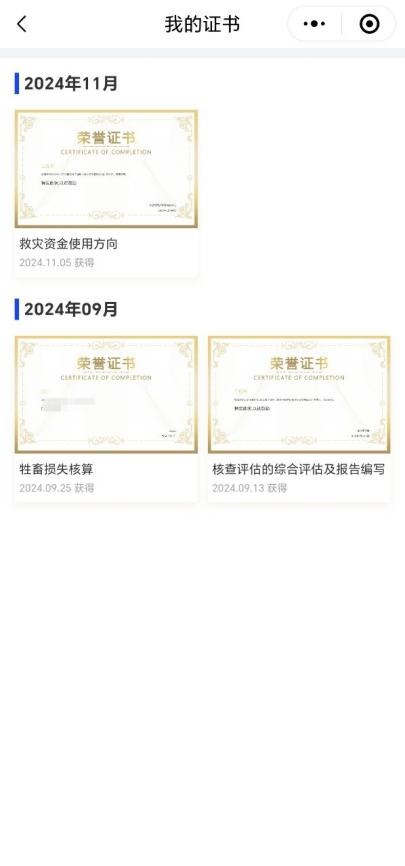 我的证书
2024年11月
荣誉证书
CERTIFICATE OF COMPLETION
救灾资金使用方向
2024.11.05 获得
2024年09月
荣誉证书
CERTIFICATE OF COMPLETION
牲畜损失核算
2024.09.25 获得
荣誉证书
CERTIFICATE OF COMPLETION
核查评估的综合评估及报告编写
2024.09.13 获得